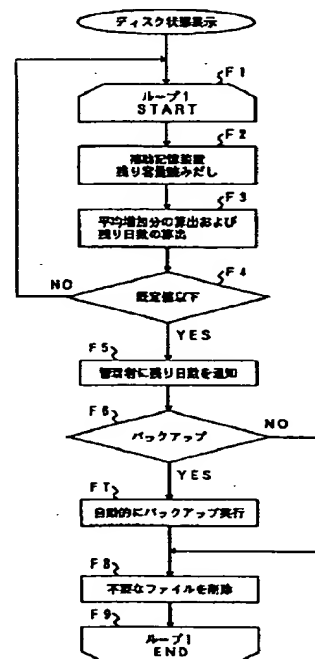 ディスク状態表示
F1
ループ1
START
F2
補助記憶装置
残り容量読みだし
F3
平均増加分の算出および
残り日数の算出
F4
NO
既定値以下
YES
F5
管理者に残り日数を通知
F6
NO
バックアップ
YES
F7
自動的にバックアップ実行
F8
不要なファイルを削除
F9
ループ1
END